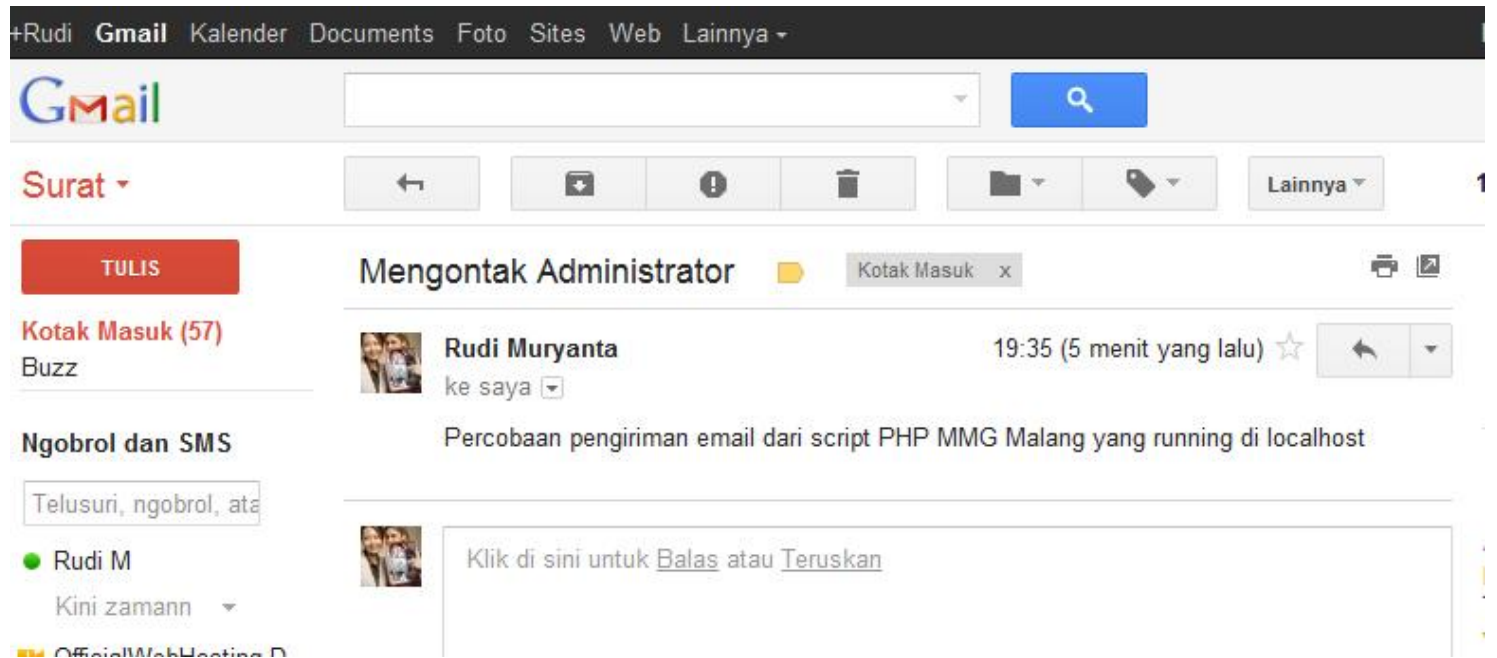 +Rudi Gmail Kalender Documents Foto Sites Web Lainnya
Gmail
Surat
Lainnya
1
TULIS
Mengontak Administrator Kotak Masuk x
Kotak Masuk (57)
Buzz
Rudi Muryanta 19:35 (5 menit yang lalu)
ke saya
Percobaan pengiriman email dari script PHP MMG Malang yang running di localhost
Ngobrol dan SMS
Telusuri, ngobrol, ata
Rudi M
Kini zamann
Klik di sini untuk Balas atau Teruskan
OfficialWebHosting D